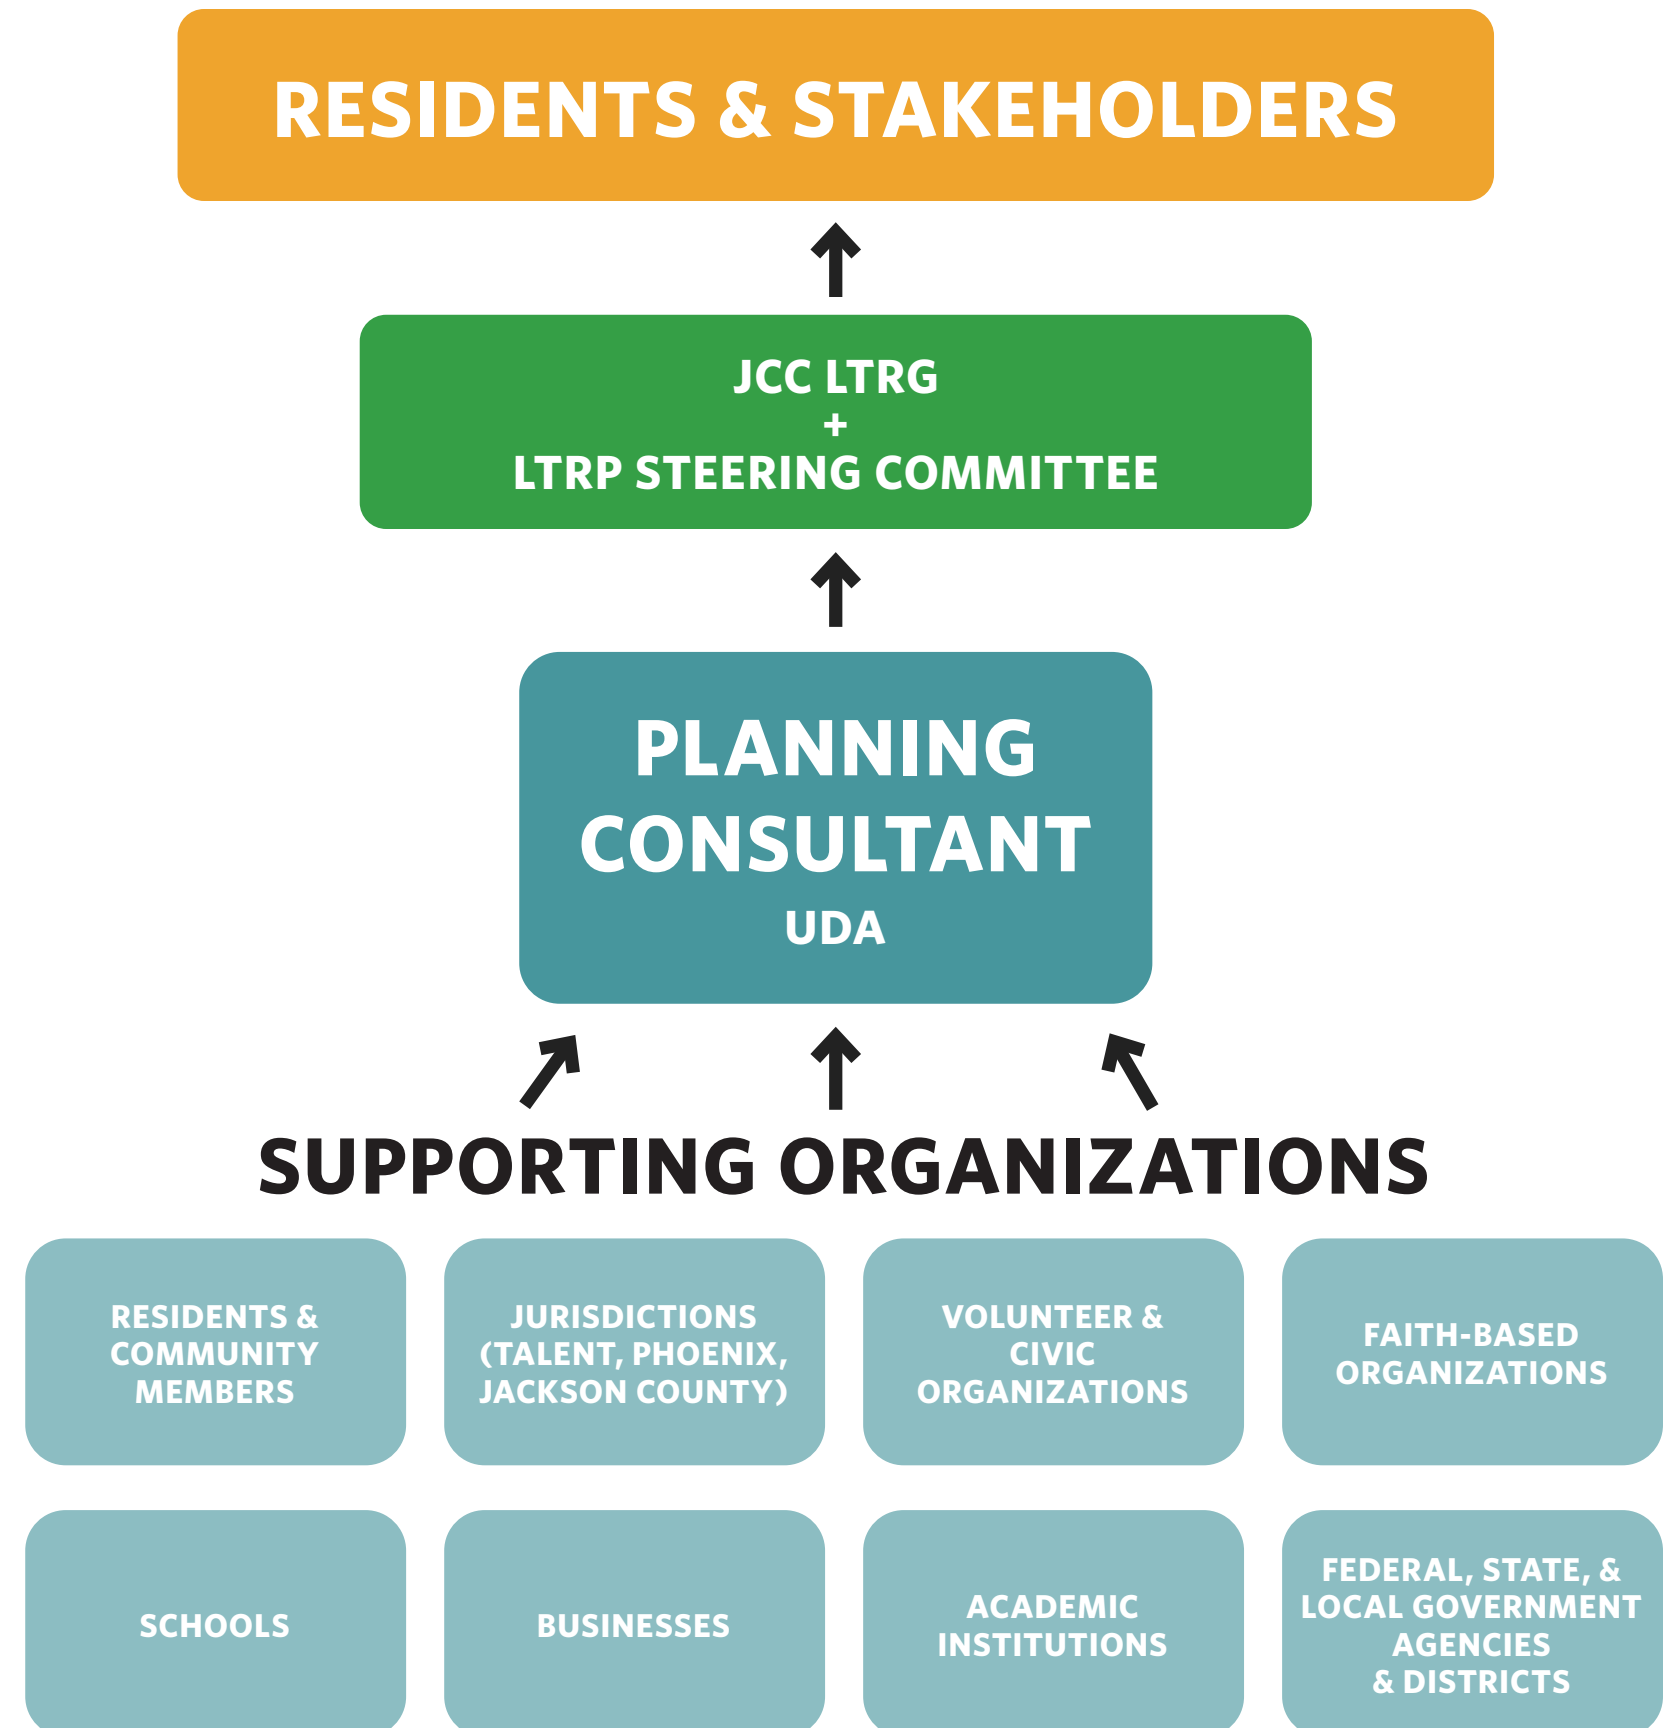 RESIDENTS & STAKEHOLDERS
JCC LTRG
+
LTRP STEERING COMMITTEE
PLANNING
CONSULTANT
UDA
SUPPORTING ORGANIZATIONS
RESIDENTS &
COMMUNITY
MEMBERS
JURISDICTIONS
(TALENT, PHOENIX,
JACKSON COUNTY)
VOLUNTEER &
CIVIC
ORGANIZATIONS
FAITH-BASED
ORGANIZATIONS
SCHOOLS
BUSINESSES
ACADEMIC
INSTITUTIONS
FEDERAL, STATE, &
LOCAL GOVERNMENT
AGENCIES
& DISTRICTS